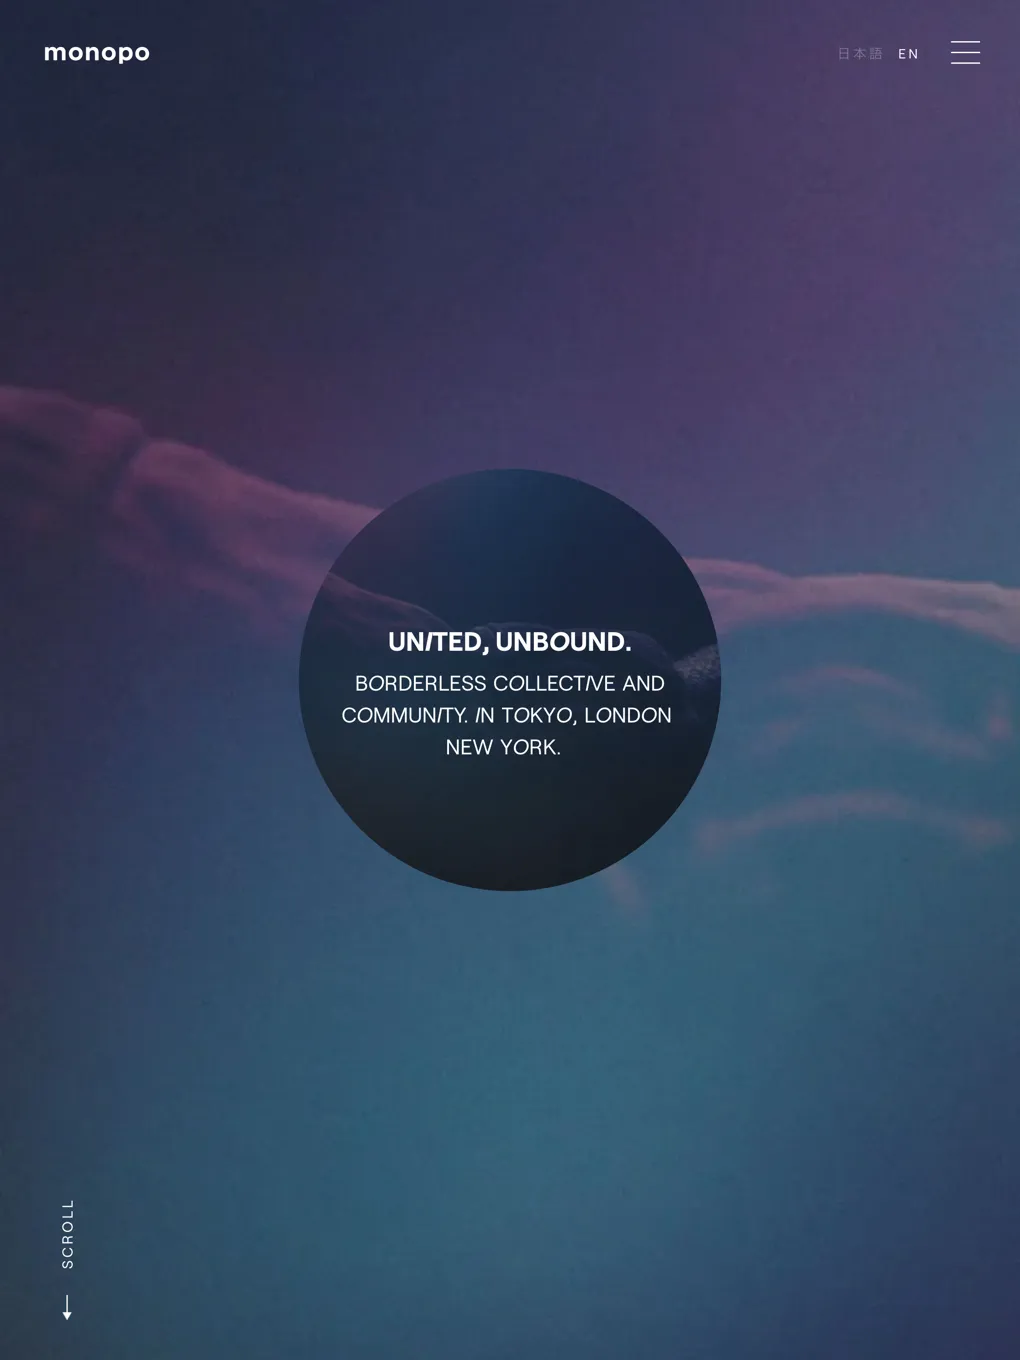 monopo
日本語 EN
UNITED, UNBOUND.
BORDERLESS COLLECTIVE AND
COMMUNITY. IN TOKYO, LONDON
NEW YORK.
SCROLL